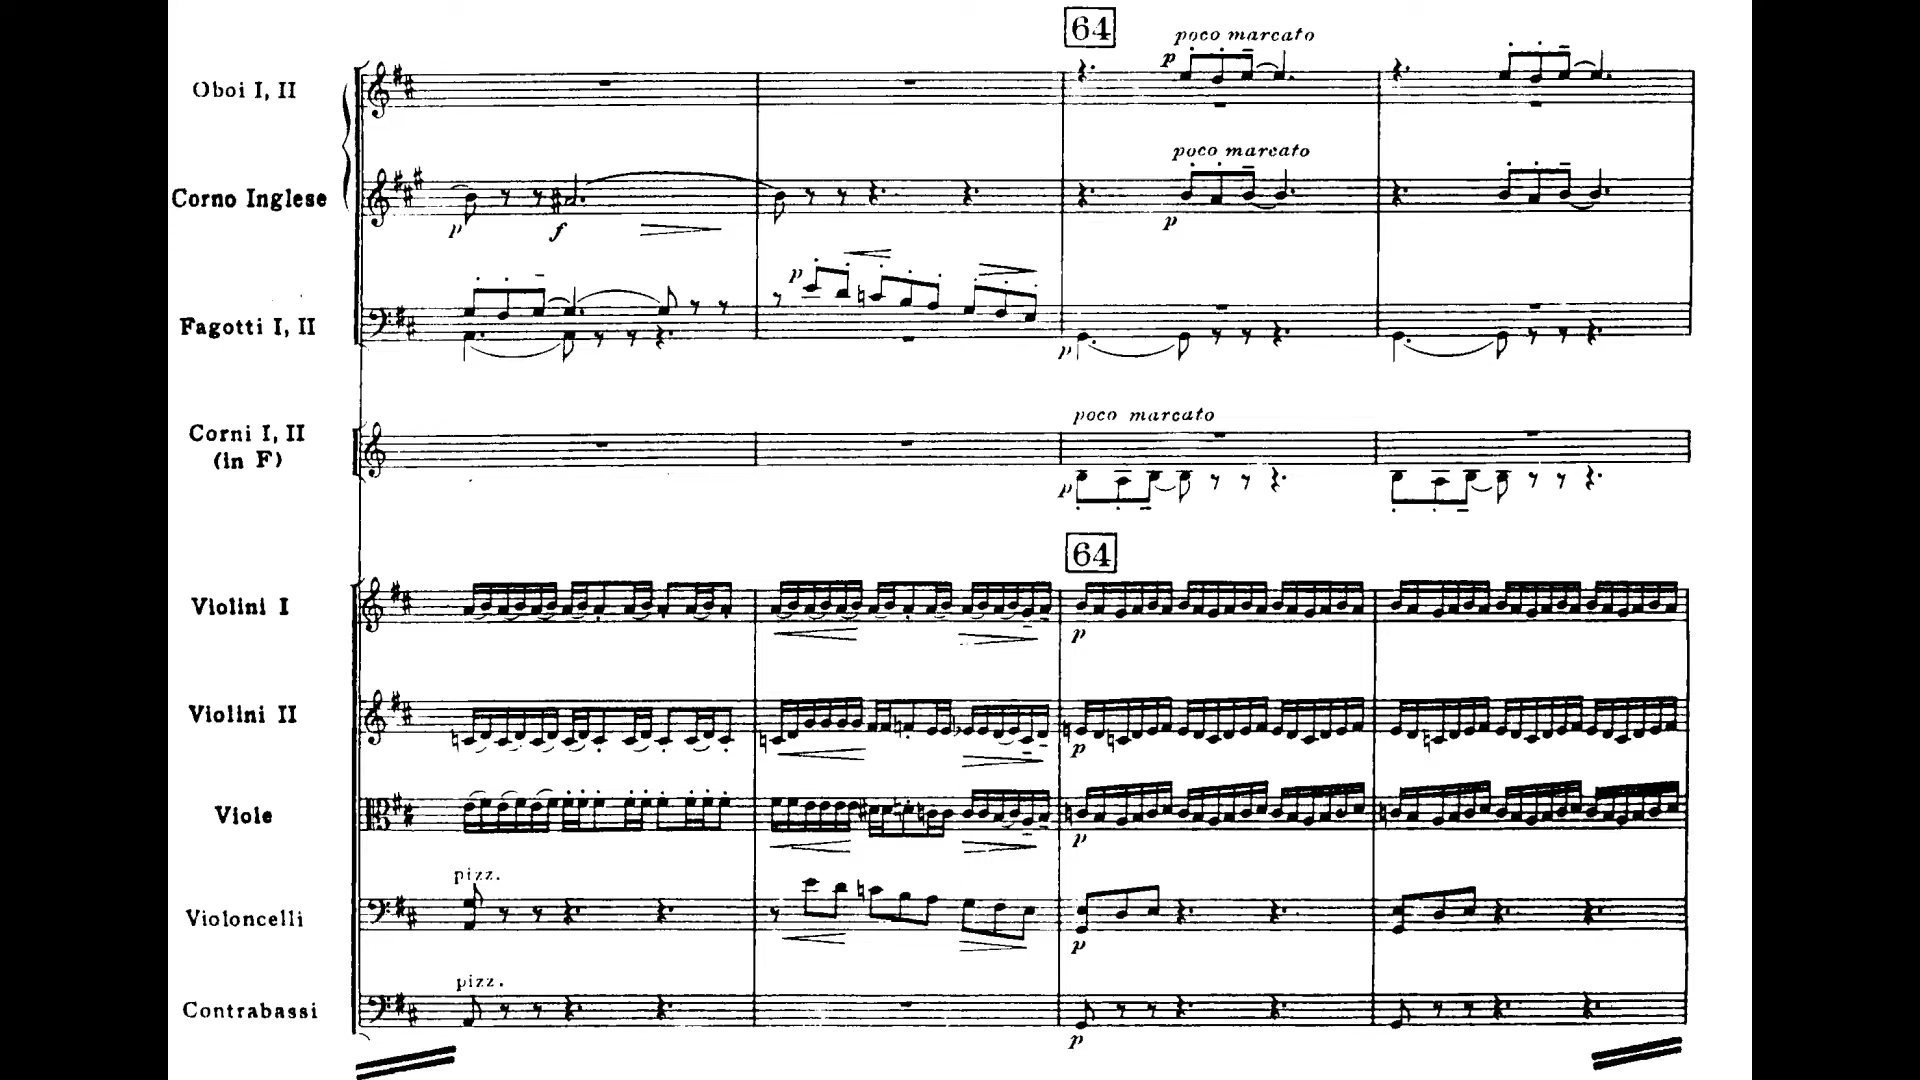 64
poco marcato
p
Oboi I, II
poco marcato
Corno Inglese
p f p
p
Fagotti I, II
p
poco marcato
Corni I, II
(in F)
p
64
Violini I
p
Violini II
p
Viole
p
pizz.
Violoncelli
p
pizz.
Contrabassi
p